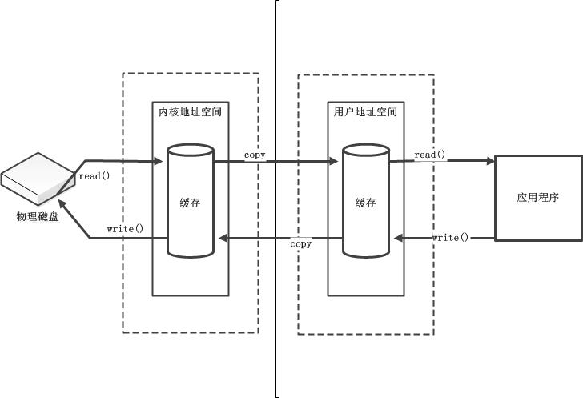 内核地址空间
用户地址空间
copy
read()
read()
物理磁盘
缓存
缓存
应用程序
write()
copy
write()